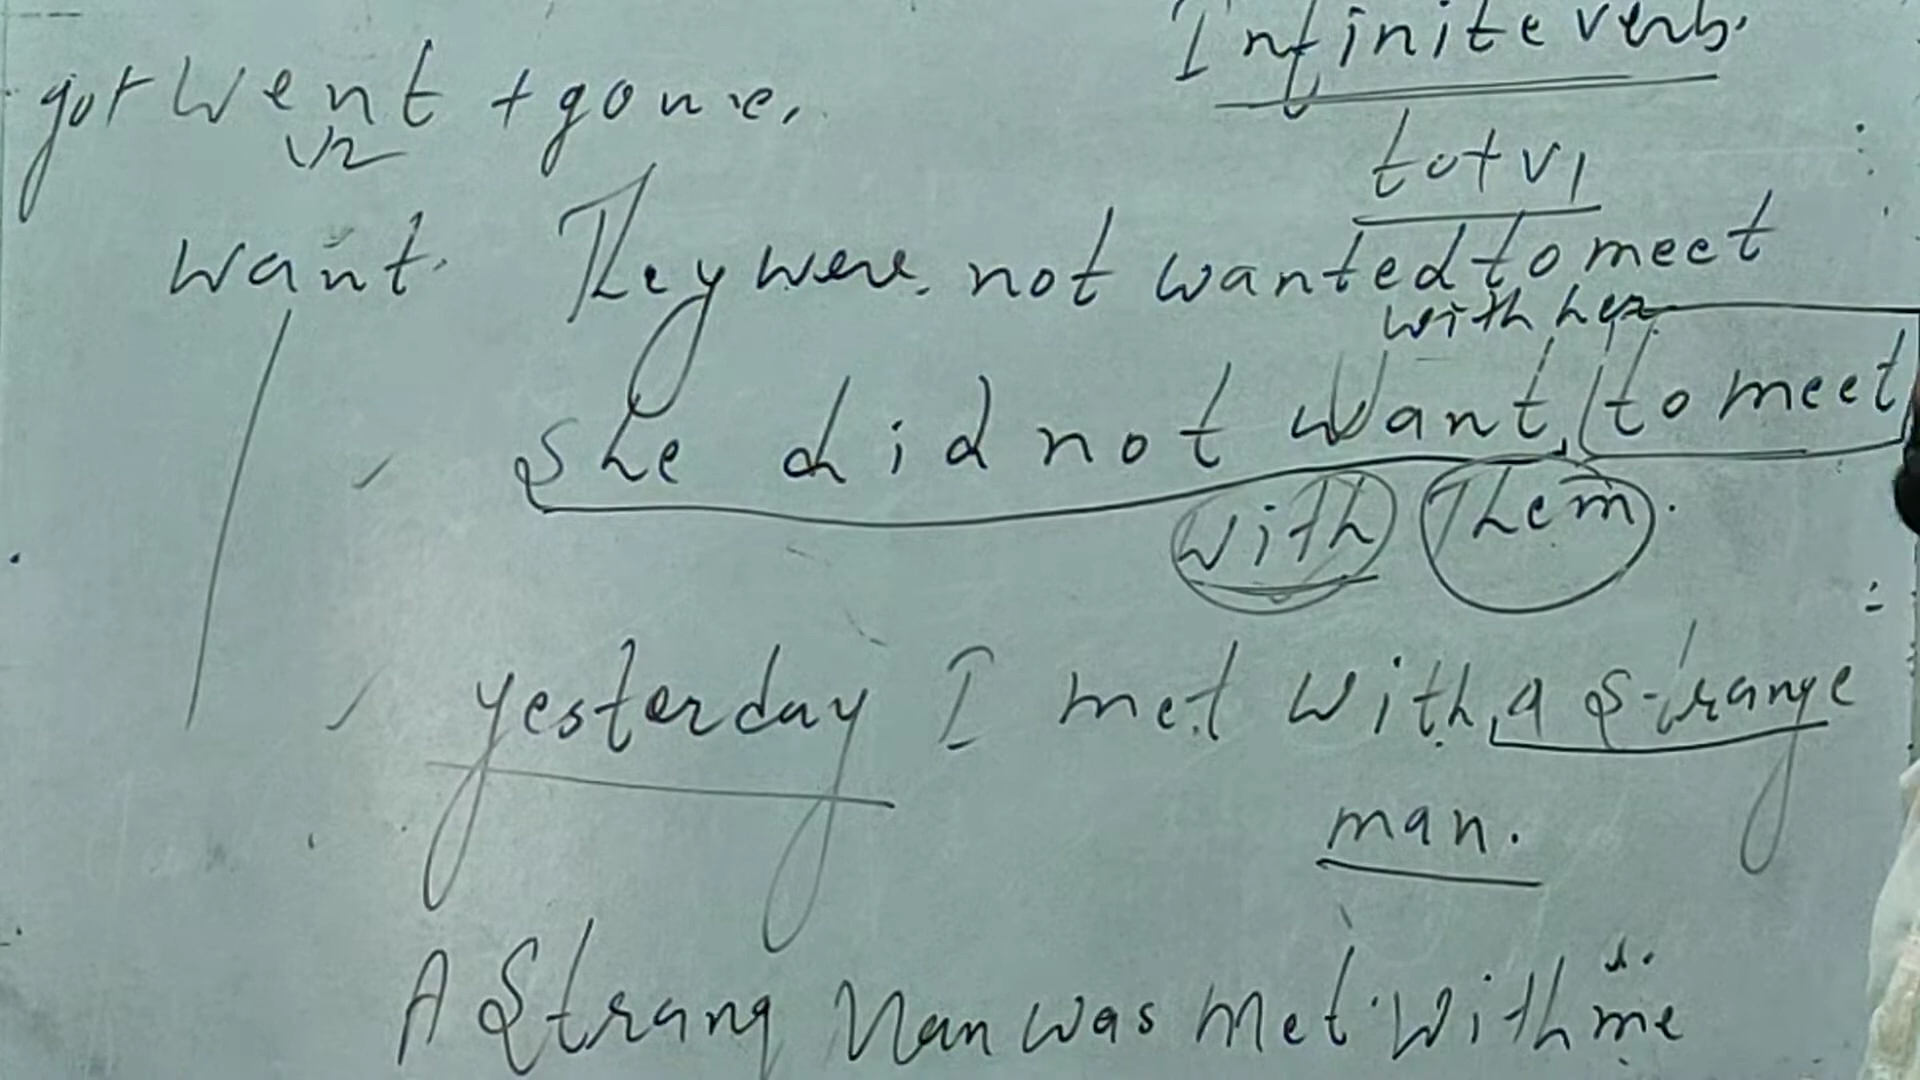 Infinite verb.
go + went + gone.
V2
to + V1
want. They were not wanted to meet
with her
She did not want, to meet
with them.
yesterday I met with, a strange
man.
A Strang Man was met with me